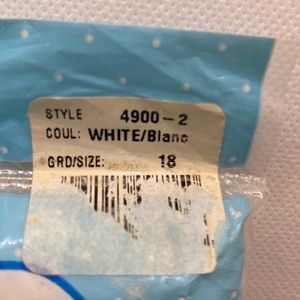 STYLE 4900-2
COUL: WHITE/Blanc
GRD/SIZE: 18